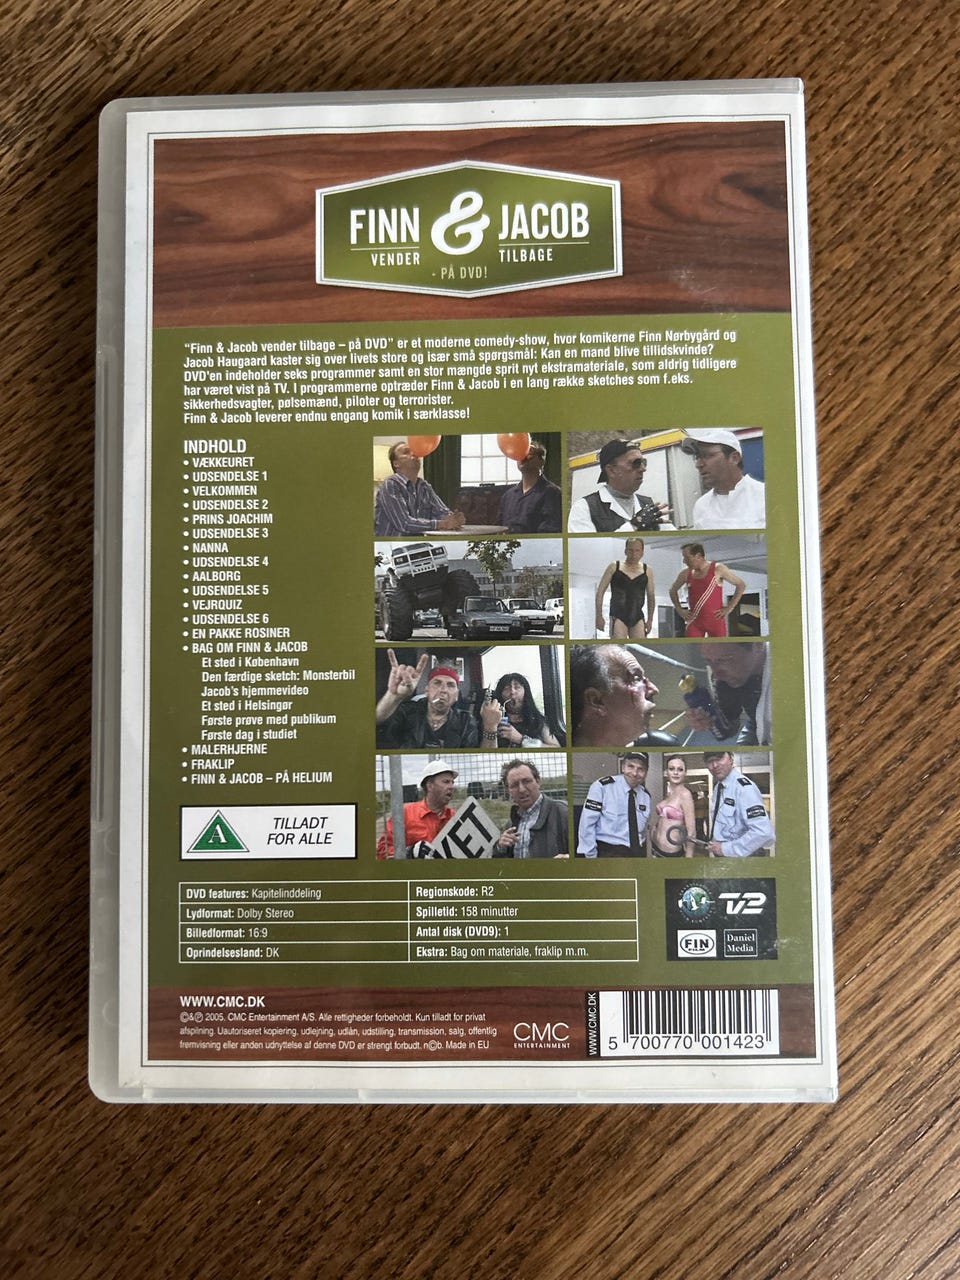 FINN & JACOB
VENDER TILBAGE
- PÅ DVD!
"Finn & Jacob vender tilbage – på DVD" er et moderne comedy-show, hvor komikerne Finn Nørbygård og
Jacob Haugaard kaster sig over livets store og især små spørgsmål: Kan en mand blive tillidskvinde?
DVD'en indeholder seks programmer samt en stor mængde sprit nyt ekstramateriale, som aldrig tidligere
har været vist på TV. I programmerne optræder Finn & Jacob i en lang række sketches som f.eks.
sikkerhedsvagter, pølsemænd, piloter og terrorister.
Finn & Jacob leverer endnu engang komik i særklasse!
INDHOLD
• VÆKKEURET
• UDSENDELSE 1
• VELKOMMEN
• UDSENDELSE 2
• PRINS JOACHIM
• UDSENDELSE 3
• NANNA
• UDSENDELSE 4
• AALBORG
• UDSENDELSE 5
• VEJRQUIZ
• UDSENDELSE 6
• EN PAKKE ROSINER
• BAG OM FINN & JACOB
Et sted i København
Den færdige sketch: Monsterbil
Jacob's hjemmevideo
Et sted i Helsingør
Første prøve med publikum
Første dag i studiet
• MALERHJERNE
• FRAKLIP
• FINN & JACOB – PÅ HELIUM
KET
A
TILLADT
FOR ALLE
DVD features: Kapitelinddeling
Lydformat: Dolby Stereo
Billedformat: 16:9
Oprindelsesland: DK
Regionskode: R2
Spilletid: 158 minutter
Antal disk (DVD9): 1
Ekstra: Bag om materiale, fraklip m.m.
TV2
FIN
FILM
Daniel
Media
WWW.CMC.DK
©&℗ 2005, CMC Entertainment A/S. Alle rettigheder forbeholdt. Kun tilladt for privat
afspilning. Uautoriseret kopiering, udlejning, udlån, udstilling, transmission, salg, offentlig
fremvisning eller anden udnyttelse af denne DVD er strengt forbudt. n©b. Made in EU
CMC
ENTERTAINMENT
WWW.CMC.DK
5 700770 001423